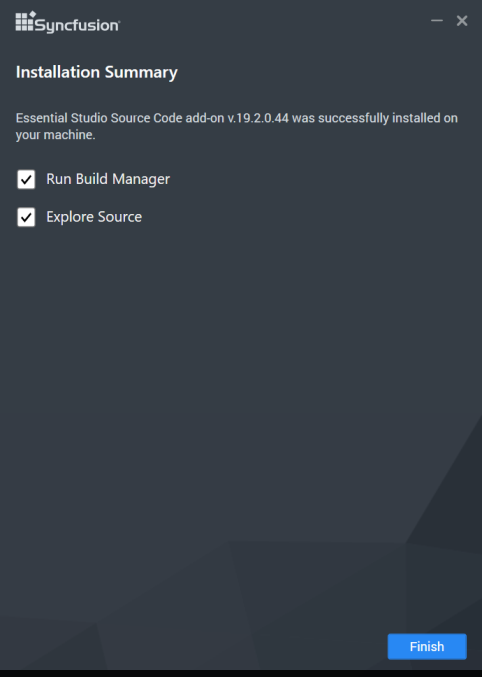 Syncfusion
Installation Summary
Essential Studio Source Code add-on v.19.2.0.44 was successfully installed on
your machine.
Run Build Manager
Explore Source
Finish